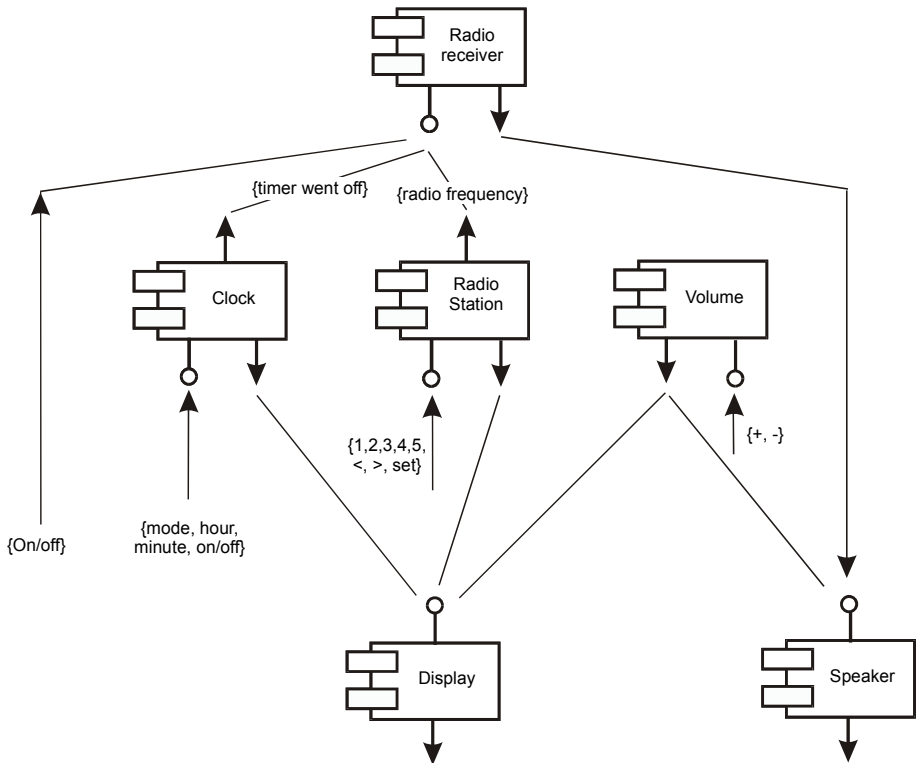 Radio
receiver
{timer went off}
{radio frequency}
Clock
Radio
Station
Volume
{1,2,3,4,5,
<, >, set}
{+, -}
{On/off}
{mode, hour,
minute, on/off}
Display
Speaker